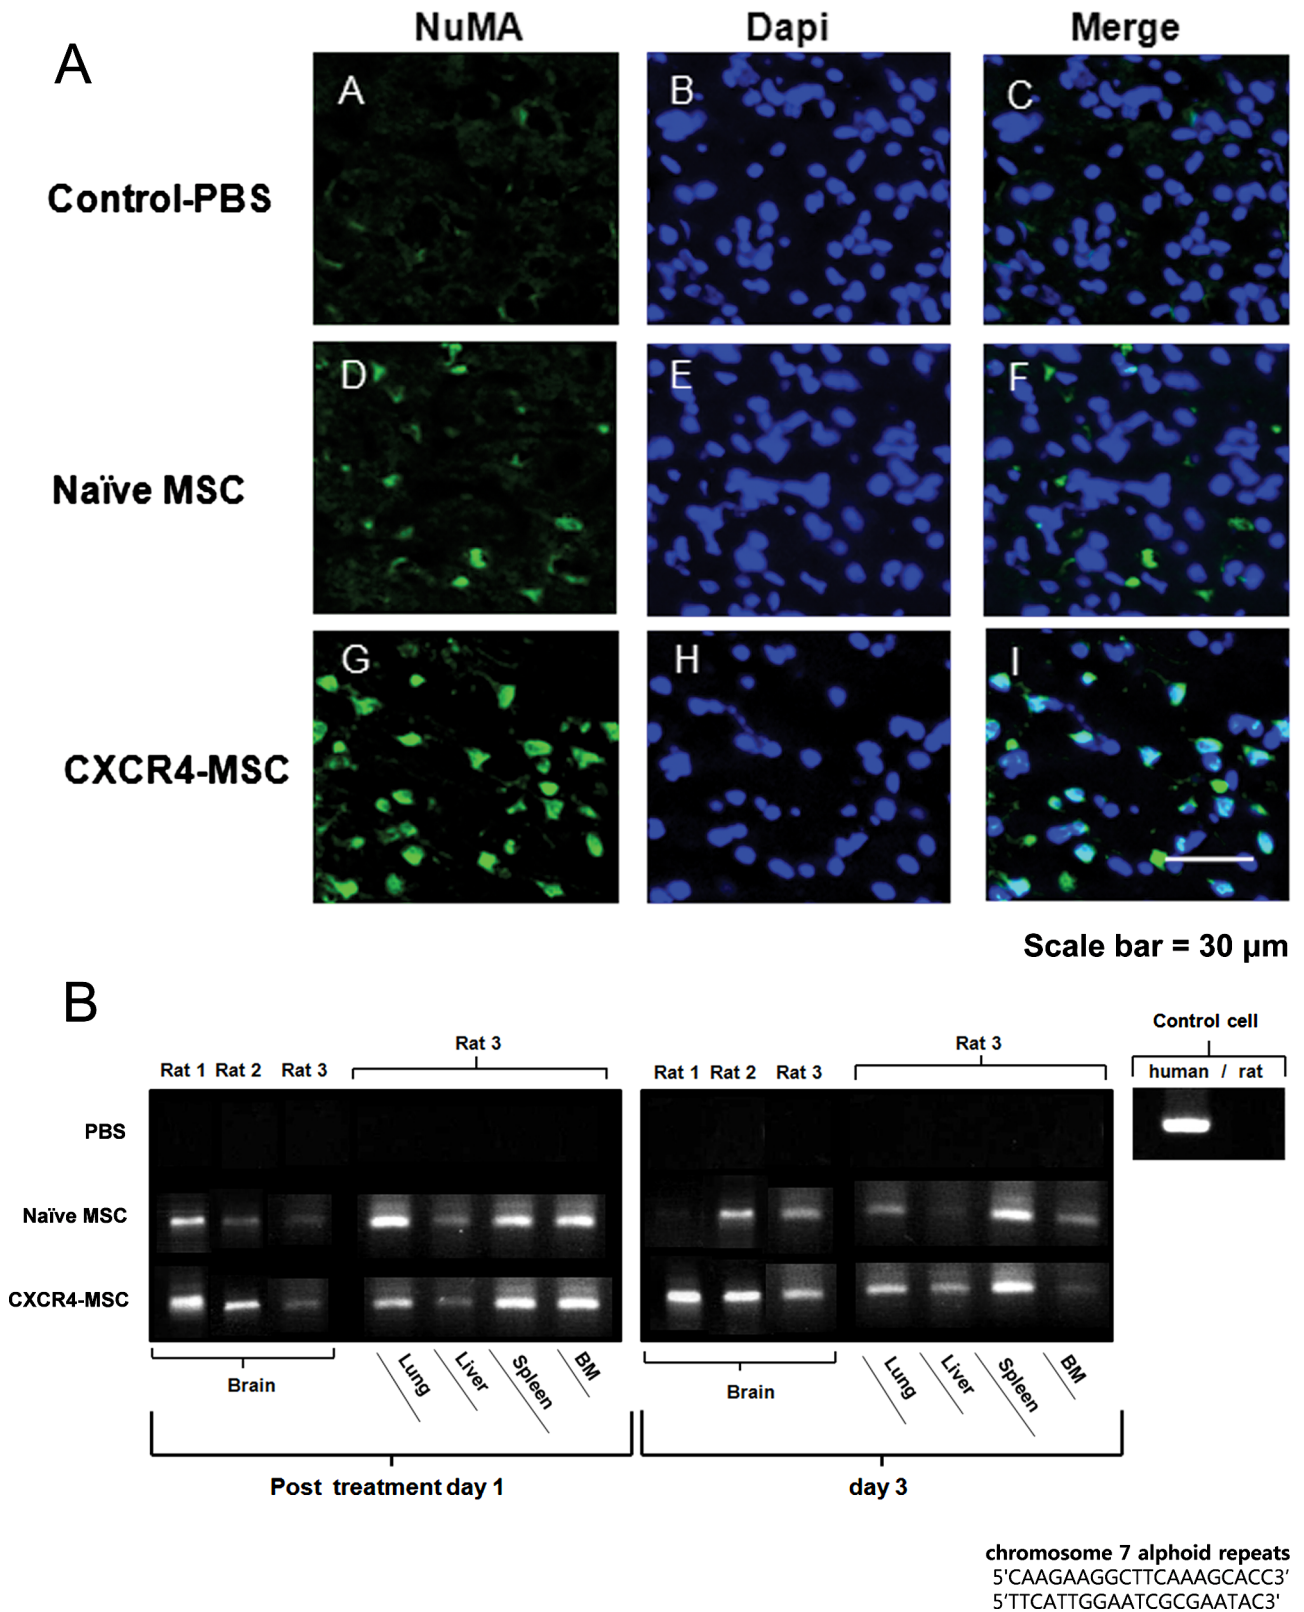 NuMA Dapi Merge
A
A B C
Control-PBS
D E F
Naïve MSC
G H I
CXCR4-MSC
Scale bar = 30 µm
B
Control cell
Rat 3 Rat 3
Rat 1 Rat 2 Rat 3 Rat 1 Rat 2 Rat 3 human / rat
PBS
Naïve MSC
CXCR4-MSC
Lung Liver Spleen BM Lung Liver Spleen BM
Brain Brain
Post treatment day 1 day 3
chromosome 7 alphoid repeats
5'CAAGAAGGCTTCAAAGCACC3'
5'TTCATTGGAATCGCGAATAC3'